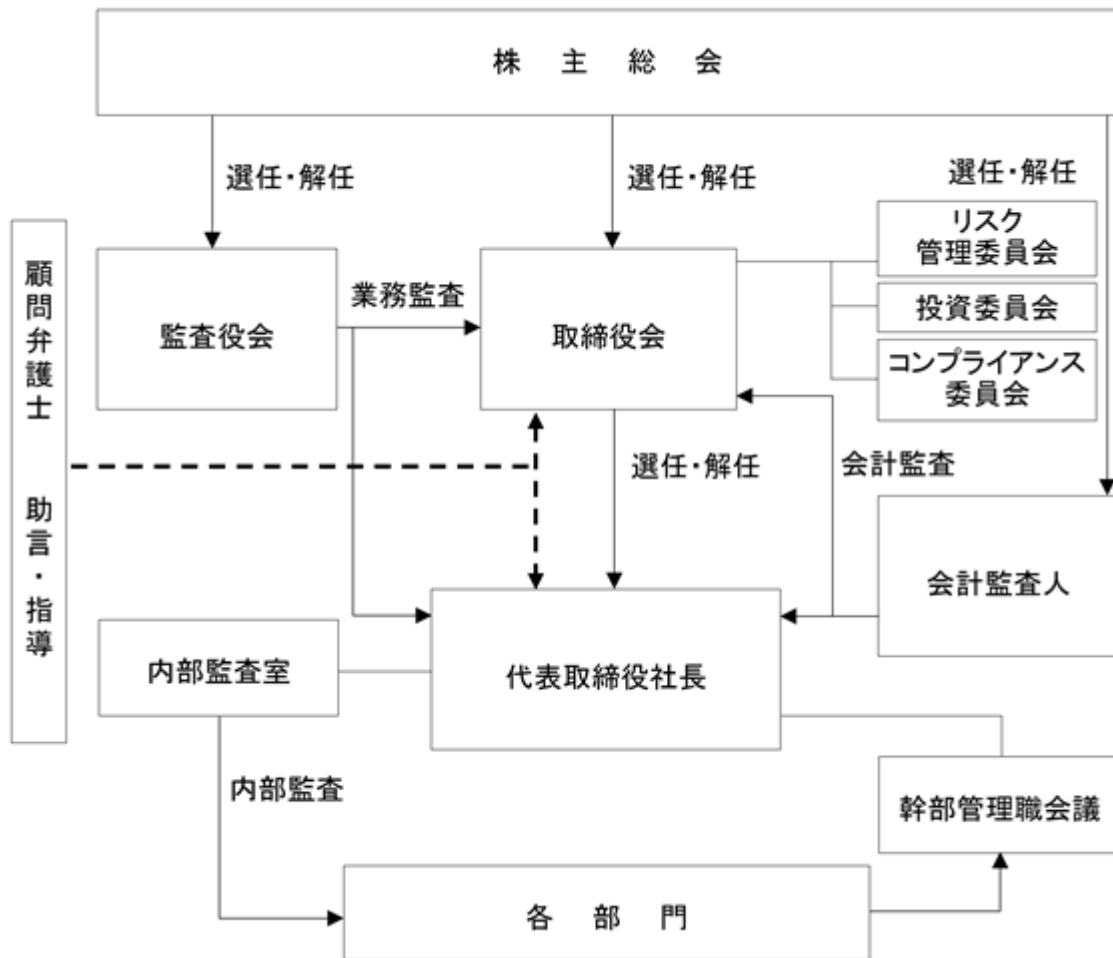 株主総会
選任・解任
選任・解任
選任・解任
顧問弁護士　助言・指導
監査役会
業務監査
取締役会
リスク
管理委員会
投資委員会
コンプライアンス
委員会
選任・解任
会計監査
会計監査人
内部監査室
代表取締役社長
内部監査
幹部管理職会議
各部門